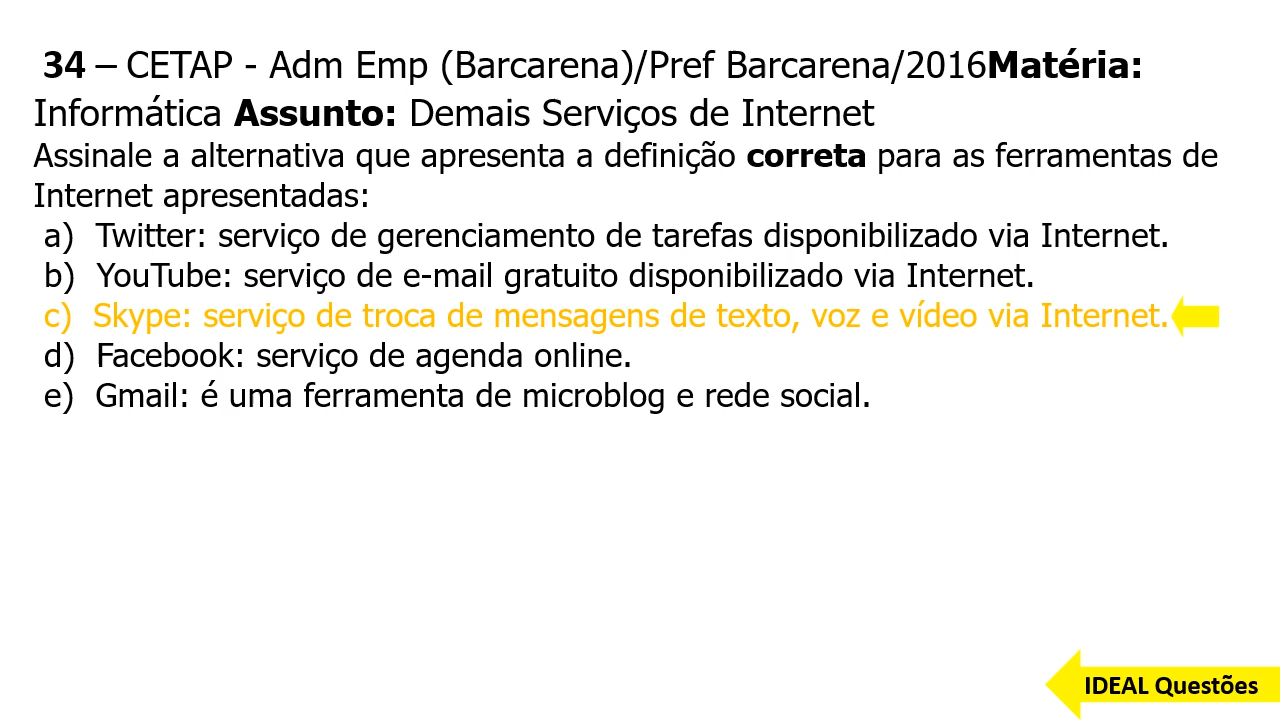 34 – CETAP - Adm Emp (Barcarena)/Pref Barcarena/2016Matéria:
Informática Assunto: Demais Serviços de Internet
Assinale a alternativa que apresenta a definição correta para as ferramentas de
Internet apresentadas:
a) Twitter: serviço de gerenciamento de tarefas disponibilizado via Internet.
b) YouTube: serviço de e-mail gratuito disponibilizado via Internet.
c) Skype: serviço de troca de mensagens de texto, voz e vídeo via Internet.
d) Facebook: serviço de agenda online.
e) Gmail: é uma ferramenta de microblog e rede social.
IDEAL Questões